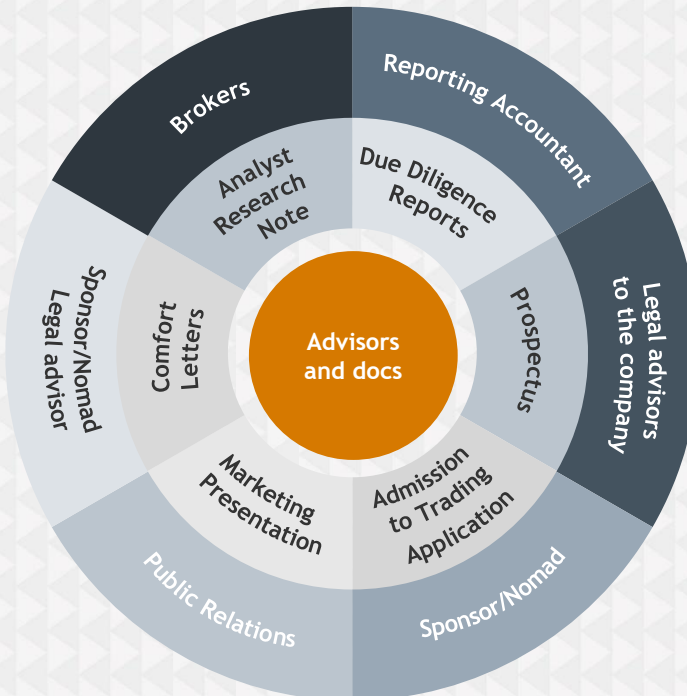 Brokers
Reporting Accountant
Analyst
Research
Note
Due Diligence
Reports
Sponsor/Nomad
Legal advisor
Comfort
Letters
Advisors
and docs
Prospectus
Legal advisors
to the company
Marketing
Presentation
Admission
to Trading
Application
Public Relations
Sponsor/Nomad